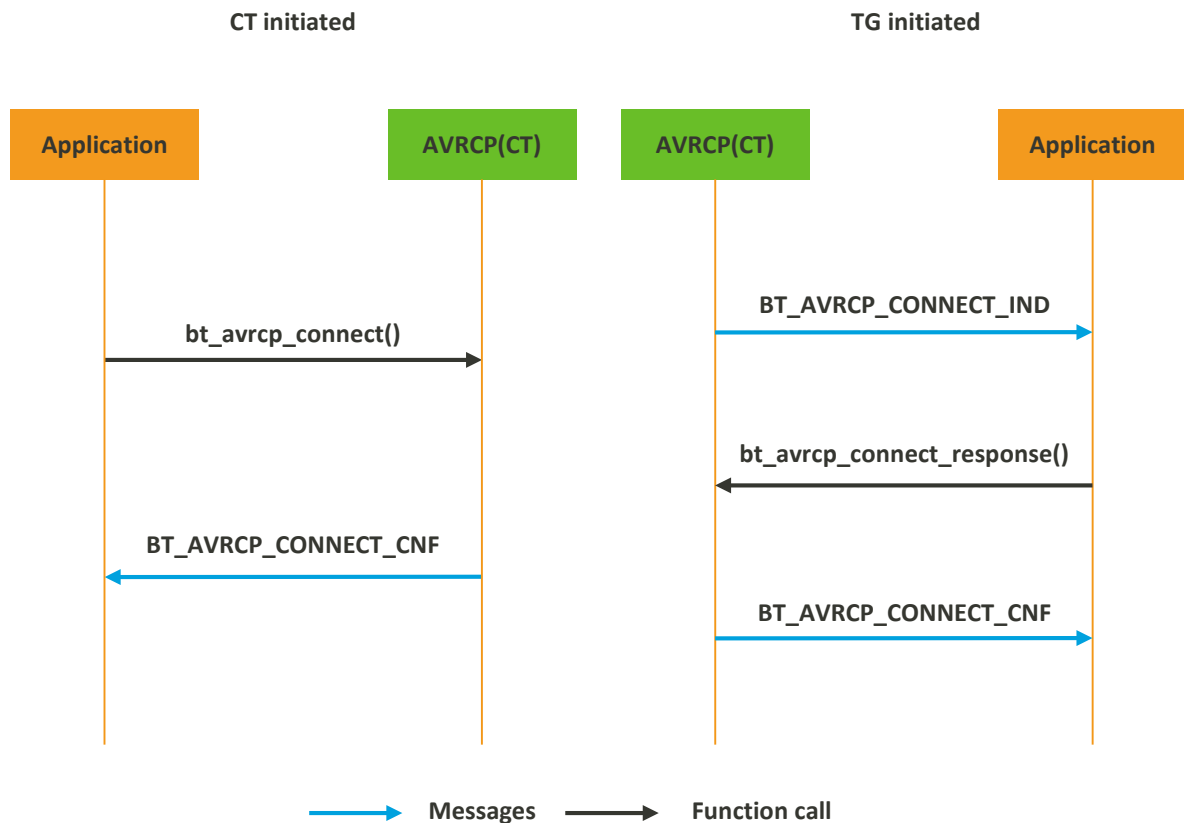 CT initiated
TG initiated
Application
AVRCP(CT)
AVRCP(CT)
Application
bt_avrcp_connect()
BT_AVRCP_CONNECT_CNF
BT_AVRCP_CONNECT_IND
bt_avrcp_connect_response()
BT_AVRCP_CONNECT_CNF
Messages
Function call